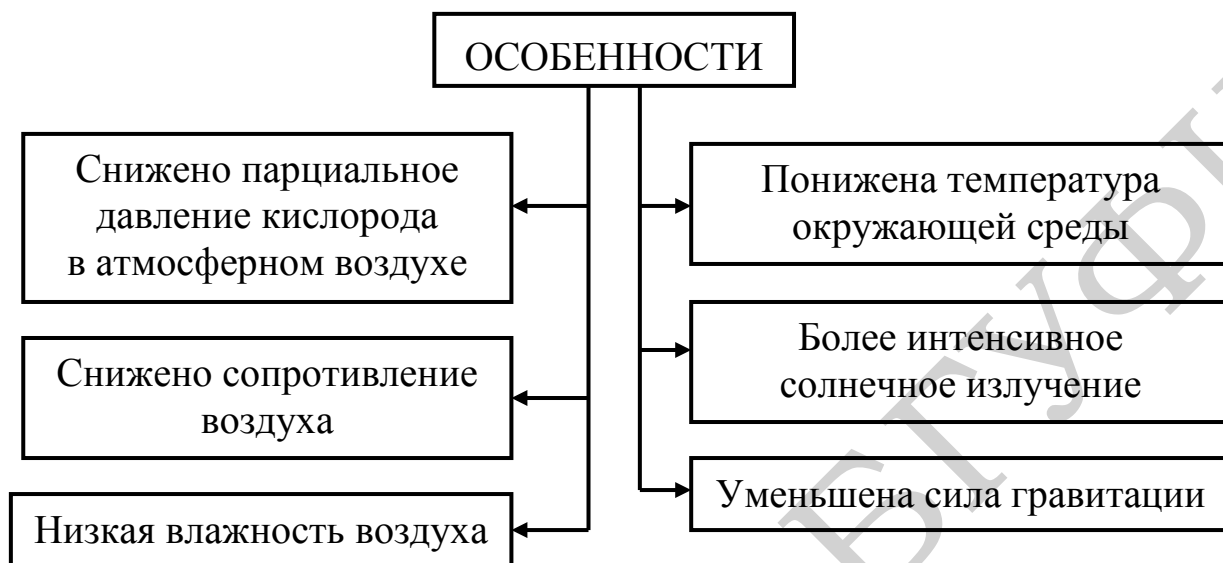 ОСОБЕННОСТИ
Снижено парциальное
давление кислорода
в атмосферном воздухе
Снижено сопротивление
воздуха
Низкая влажность воздуха
Понижена температура
окружающей среды
Более интенсивное
солнечное излучение
Уменьшена сила гравитации
БГУФ